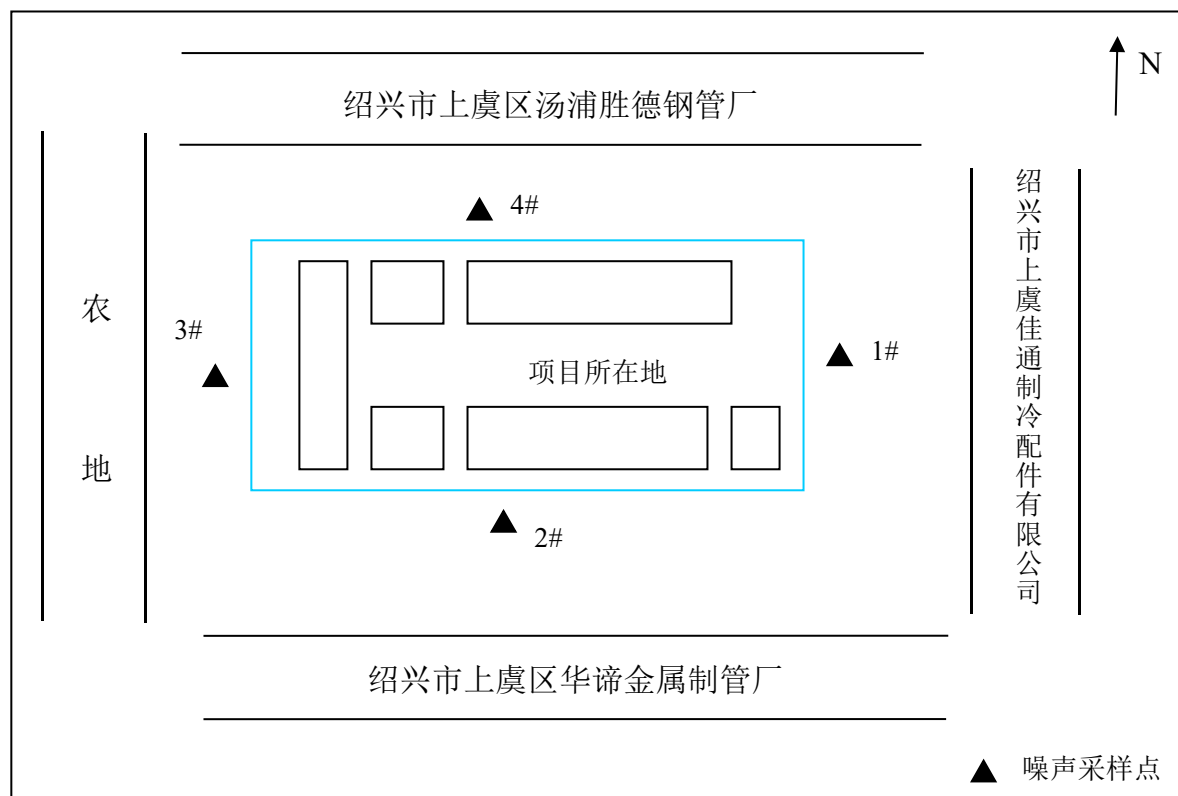 N
绍兴市上虞区汤浦胜德钢管厂
4#
农地
3#
项目所在地
1#
绍兴市上虞佳通制冷配件有限公司
2#
绍兴市上虞区华谛金属制管厂
噪声采样点